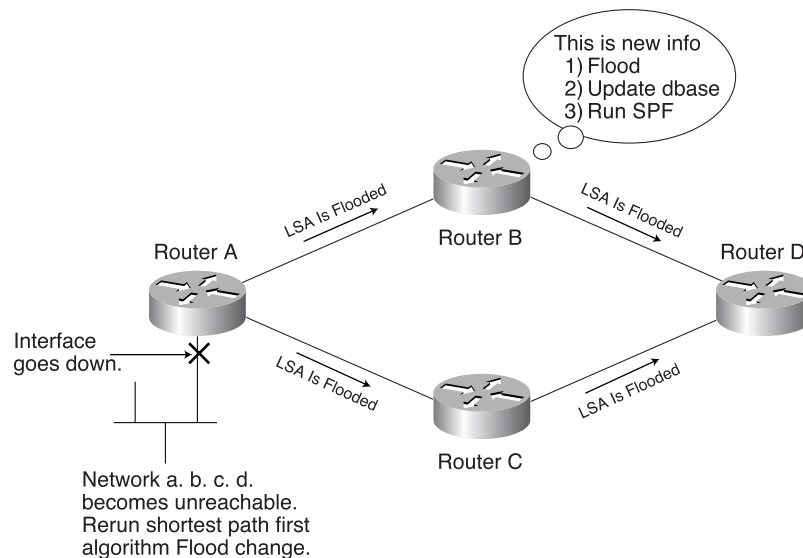 This is new info
1) Flood
2) Update dbase
3) Run SPF
LSA Is Flooded
LSA Is Flooded
Router B
Router A
Router D
Interface
goes down.
LSA Is Flooded
LSA Is Flooded
Router C
Network a. b. c. d.
becomes unreachable.
Rerun shortest path first
algorithm Flood change.